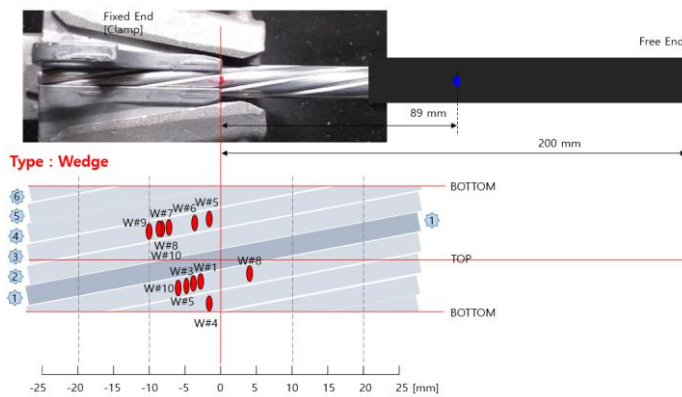 Fixed End
[Clamp]
Free End
89 mm
200 mm
Type : Wedge
BOTTOM
6
5
W#5
W#6
W#7
W#9
1
4
W#8
W#10
3
TOP
W#8
W#1
2
W#3
W#10
1
W#5
BOTTOM
W#4
-25 -20 -15 -10 -5 0 5 10 15 20 25 [mm]